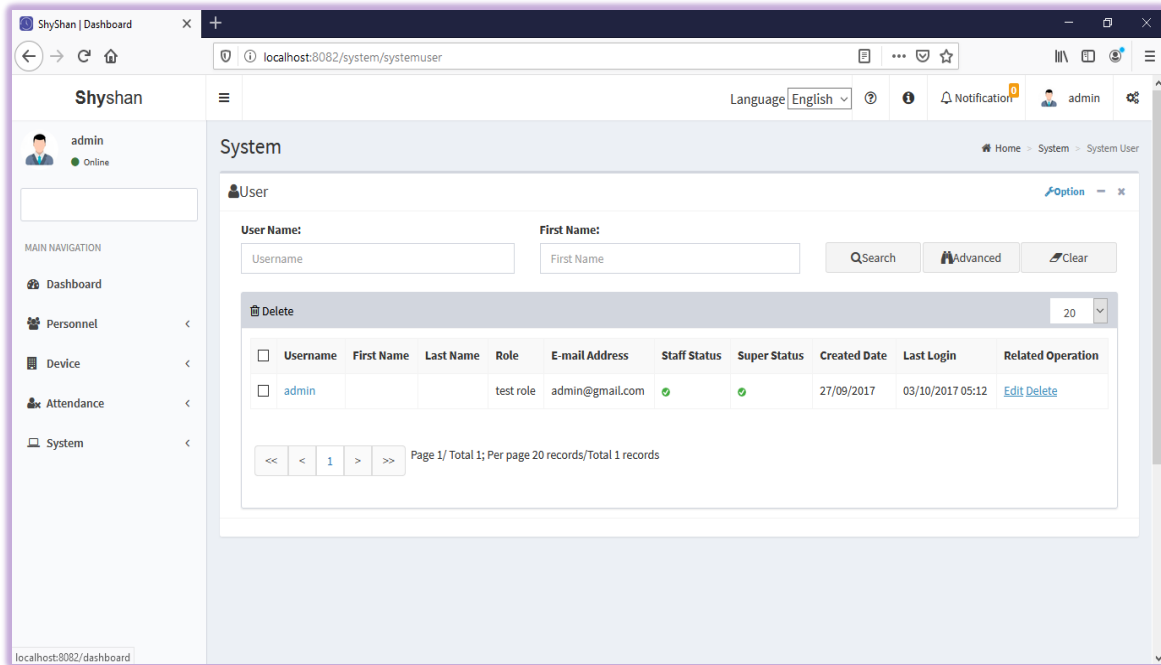 ShyShan | Dashboard
localhost:8082/system/systemuser
Shyshan
Language English
0
Notification
admin
admin
Online
System
Home > System > System User
User
Option
User Name:
First Name:
Username
First Name
Search
Advanced
Clear
MAIN NAVIGATION
Dashboard
Personnel
Device
Attendance
System
Delete
20
Username First Name Last Name Role E-mail Address Staff Status Super Status Created Date Last Login Related Operation
admin test role admin@gmail.com 27/09/2017 03/10/2017 05:12 Edit Delete
<< < 1 > >> Page 1/ Total 1; Per page 20 records/Total 1 records
localhost:8082/dashboard